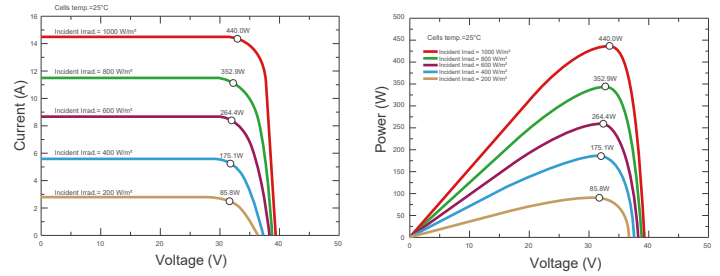 Cells temp.=25°C
16
14
12
10
8
6
4
2
0
Current (A)
Incident Irrad.= 1000 W/m²
440.0W
Incident Irrad.= 800 W/m²
352.9W
Incident Irrad.= 600 W/m²
264.4W
Incident Irrad.= 400 W/m²
175.1W
Incident Irrad.= 200 W/m²
85.8W
0
10
20
30
40
50
Voltage (V)
500
450
400
350
300
250
200
150
100
50
0
Power (W)
Cells temp.=25°C
Incident Irrad.= 1000 W/m²
Incident Irrad.= 800 W/m²
Incident Irrad.= 600 W/m²
Incident Irrad.= 400 W/m²
Incident Irrad.= 200 W/m²
440.0W
352.9W
264.4W
175.1W
85.8W
0
10
20
30
40
50
Voltage (V)